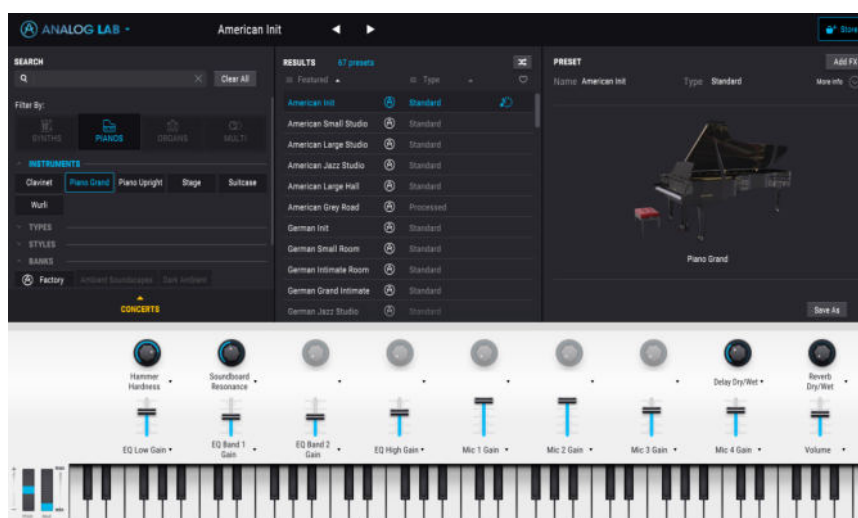 ANALOG LAB
American Init
Store
SEARCH
Clear All
Filter By:
SYNTHS
PIANOS
ORGANS
MULTI
INSTRUMENTS
Clavinet
Piano Grand
Piano Upright
Stage
Suitcase
Wurli
TYPES
STYLES
BANKS
Factory
Ambient Soundscapes
Dark Ambient
CONCERTS
RESULTS 67 presets
Featured Type
American Init Standard
American Small Studio Standard
American Large Studio Standard
American Jazz Studio Standard
American Large Hall Standard
American Grey Road Processed
German Init Standard
German Small Room Standard
German Intimate Room Standard
German Grand Intimate Standard
German Jazz Studio Standard
PRESET
Add FX
Name American Init Type Standard More info
Piano Grand
Save As
Hammer
Hardness
Soundboard
Resonance
Delay Dry/Wet
Reverb
Dry/Wet
EQ Low Gain
EQ Band 1
Gain
EQ Band 2
Gain
EQ High Gain
Mic 1 Gain
Mic 2 Gain
Mic 3 Gain
Mic 4 Gain
Volume